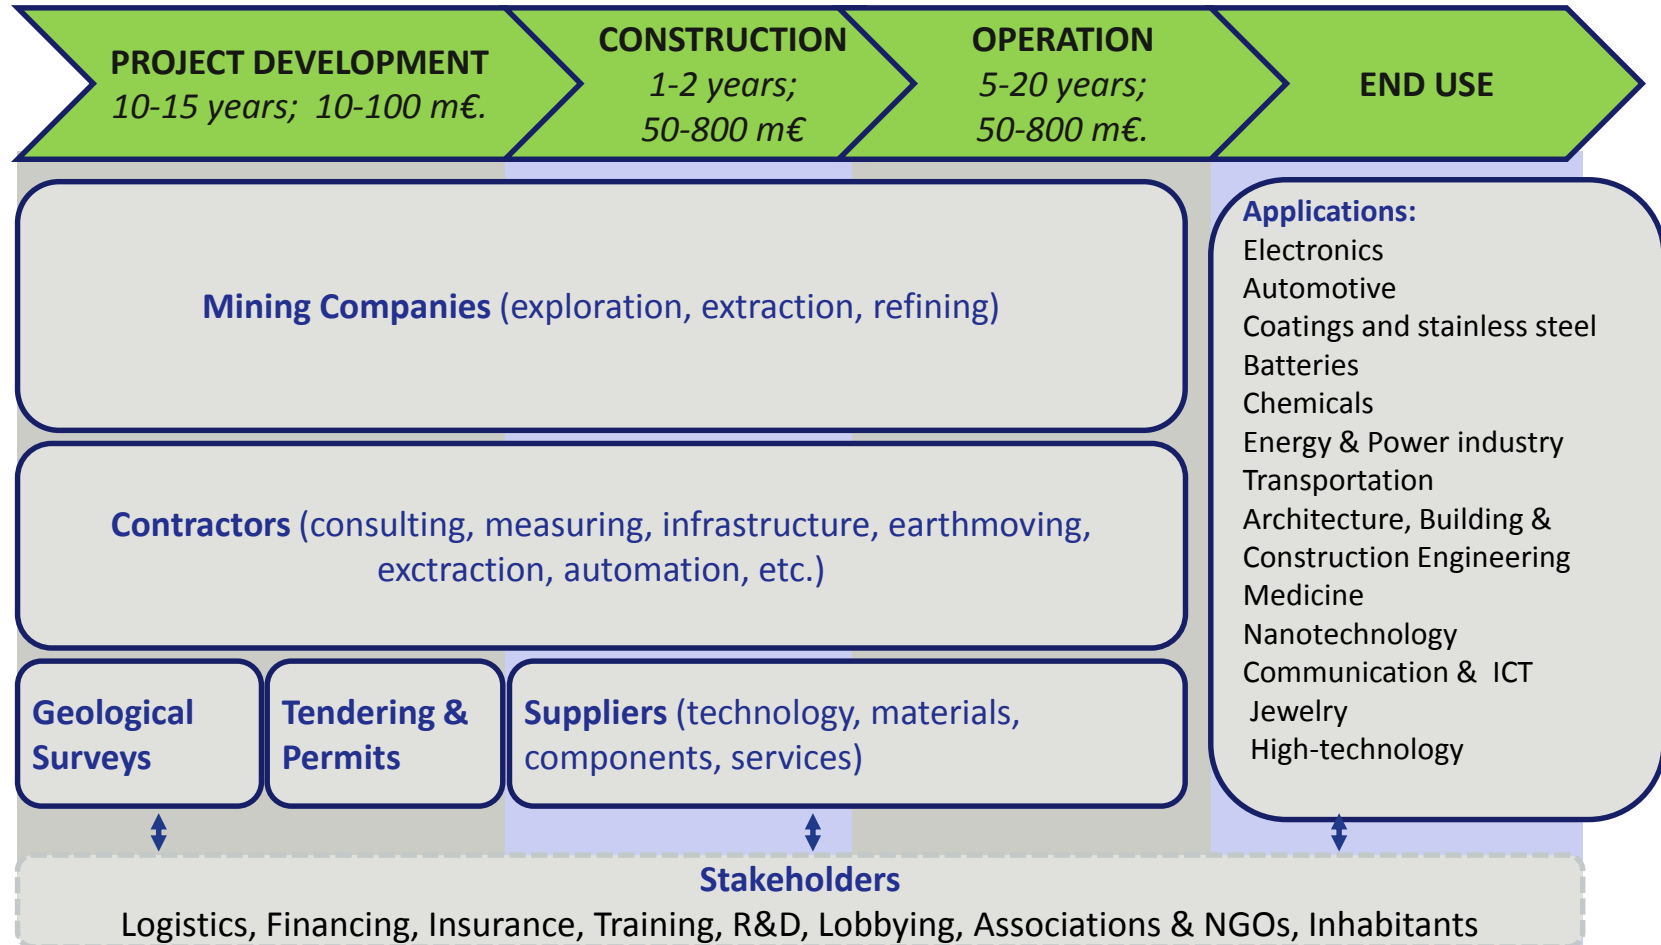 PROJECT DEVELOPMENT
10-15 years; 10-100 m€.
CONSTRUCTION
1-2 years;
50-800 m€
OPERATION
5-20 years;
50-800 m€.
END USE
Mining Companies (exploration, extraction, refining)
Contractors (consulting, measuring, infrastructure, earthmoving,
exctraction, automation, etc.)
Geological
Surveys
Tendering &
Permits
Suppliers (technology, materials,
components, services)
Applications:
Electronics
Automotive
Coatings and stainless steel
Batteries
Chemicals
Energy & Power industry
Transportation
Architecture, Building &
Construction Engineering
Medicine
Nanotechnology
Communication & ICT
Jewelry
High-technology
Stakeholders
Logistics, Financing, Insurance, Training, R&D, Lobbying, Associations & NGOs, Inhabitants